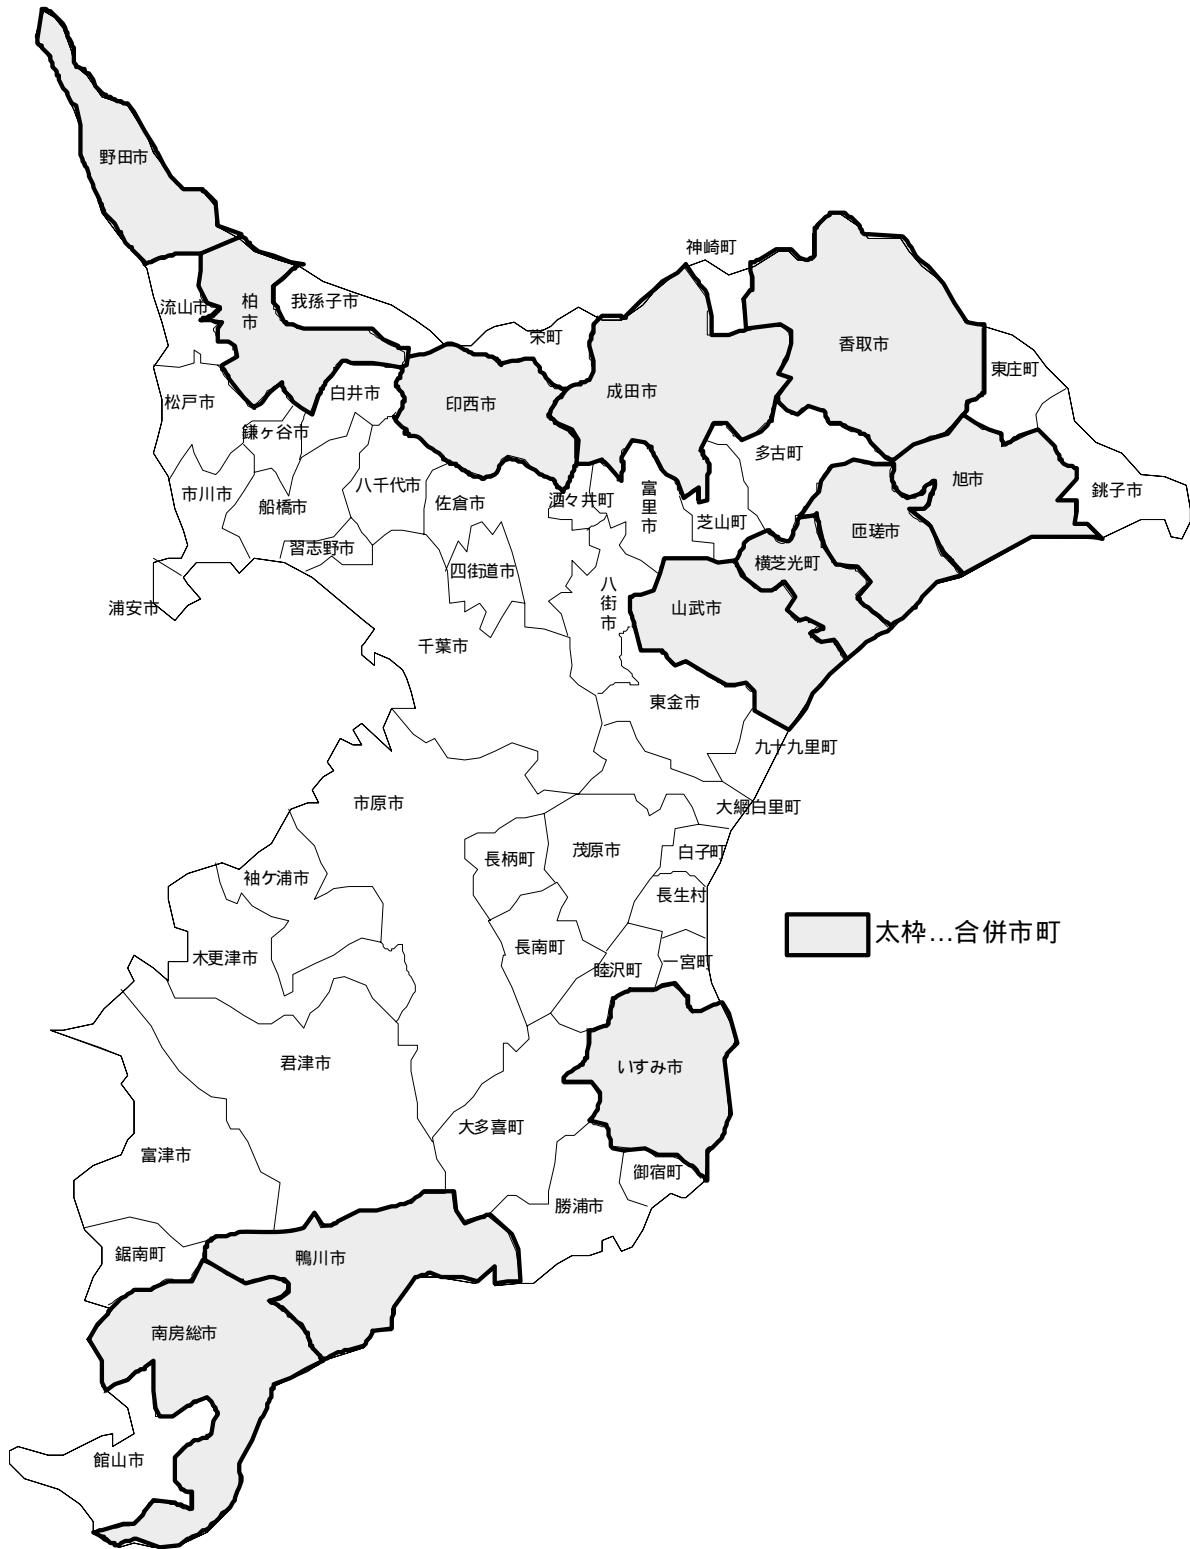 野田市
神崎町
流山市
柏市
我孫子市
栄町
香取市
東庄町
松戸市
白井市
印西市
成田市
鎌ヶ谷市
多古町
市川市
船橋市
八千代市
佐倉市
酒々井町
富里市
芝山町
旭市
銚子市
匝瑳市
習志野市
四街道市
横芝光町
浦安市
八街市
山武市
千葉市
東金市
九十九里町
市原市
大網白里町
長柄町
茂原市
白子町
袖ケ浦市
長生村
太枠…合併市町
木更津市
長南町
睦沢町
一宮町
君津市
いすみ市
大多喜町
富津市
御宿町
勝浦市
鋸南町
鴨川市
南房総市
館山市